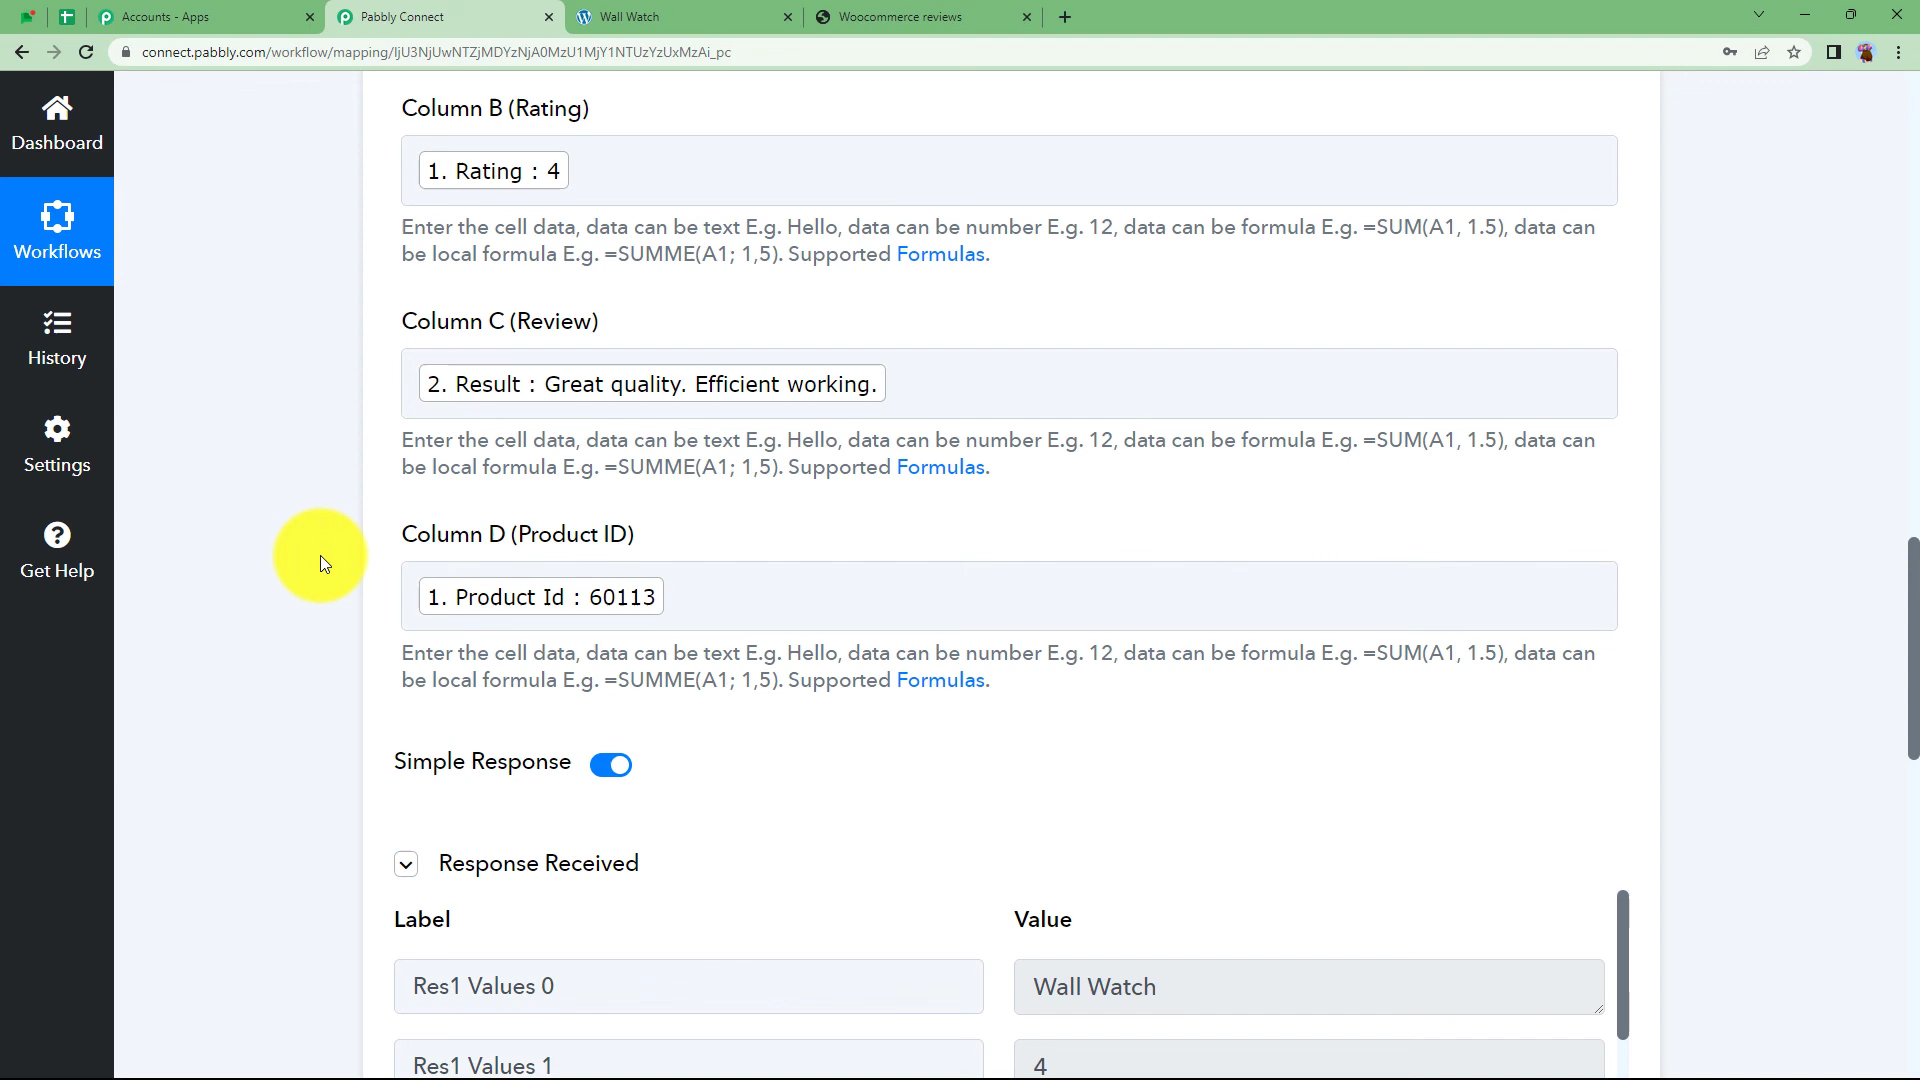 Accounts - Apps
Pabbly Connect
Wall Watch
Woocommerce reviews
connect.pabbly.com/workflow/mapping/IjU3NjUwNTZjMDYzNjA0MzU1MjY1NTUzYzUxMzAi_pc
Dashboard
Workflows
History
Settings
Get Help
Column B (Rating)
1. Rating : 4
Enter the cell data, data can be text E.g. Hello, data can be number E.g. 12, data can be formula E.g. =SUM(A1, 1.5), data can
be local formula E.g. =SUMME(A1; 1,5). Supported Formulas.
Column C (Review)
2. Result : Great quality. Efficient working.
Enter the cell data, data can be text E.g. Hello, data can be number E.g. 12, data can be formula E.g. =SUM(A1, 1.5), data can
be local formula E.g. =SUMME(A1; 1,5). Supported Formulas.
Column D (Product ID)
1. Product Id : 60113
Enter the cell data, data can be text E.g. Hello, data can be number E.g. 12, data can be formula E.g. =SUM(A1, 1.5), data can
be local formula E.g. =SUMME(A1; 1,5). Supported Formulas.
Simple Response
Response Received
Label
Value
Res1 Values 0
Wall Watch
Res1 Values 1
4